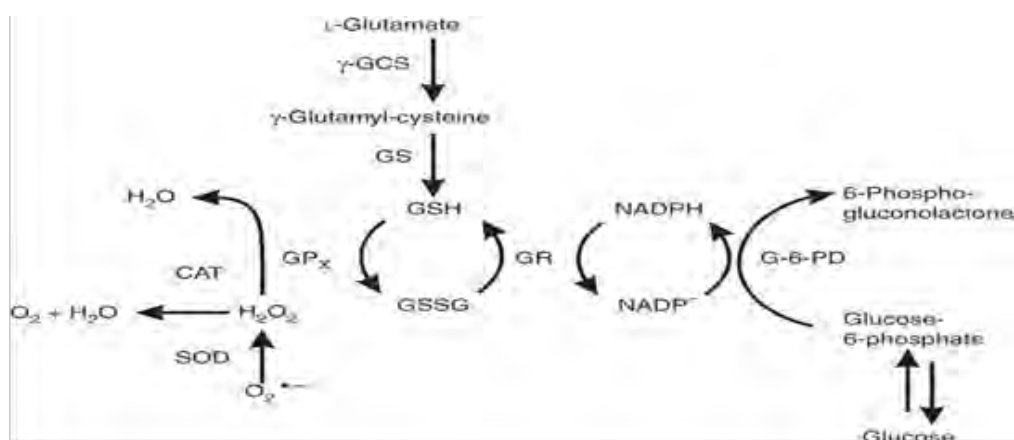 L-Glutamate
γ-GCS
γ-Glutamyl-cysteine
GS
H₂O
GSH
NADPH
6-Phospho-
gluconolactone
CAT
GPₓ
GR
G-6-PD
O₂ + H₂O
H₂O₂
GSSG
NADP⁻
Glucose-
6-phosphate
SOD
O₂•—
Glucose